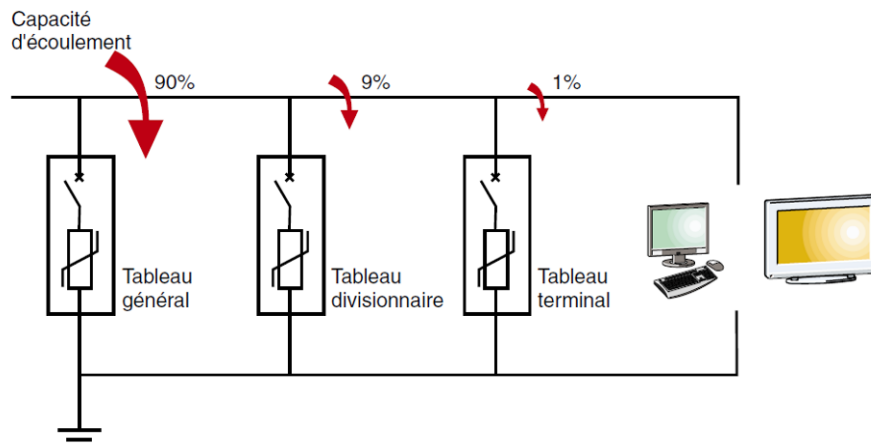 Capacité
d'écoulement
90%
9%
1%
Tableau
général
Tableau
divisionnaire
Tableau
terminal